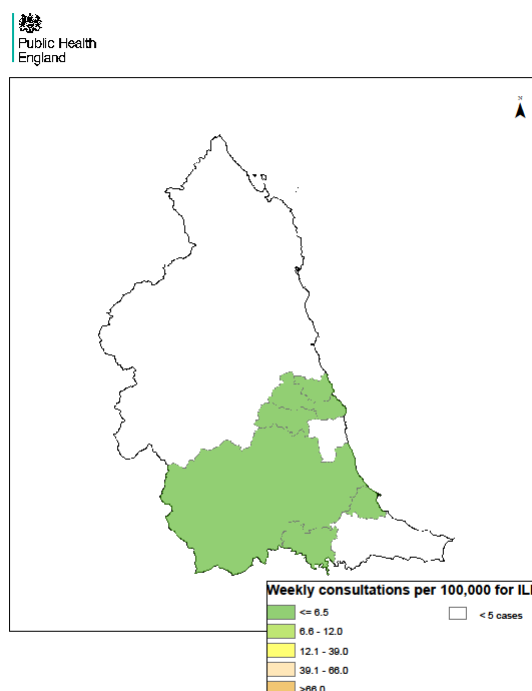 Public Health
England
N
Weekly consultations per 100,000 for IL
<= 6.5
< 5 cases
6.6 - 12.0
12.1 - 39.0
39.1 - 66.0
>66.0